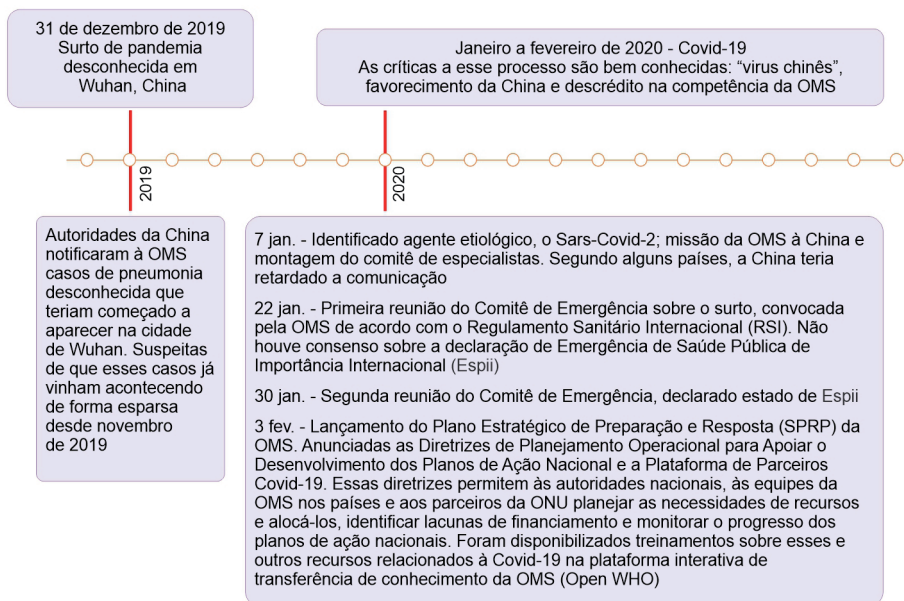 31 de dezembro de 2019
Surto de pandemia
desconhecida em
Wuhan, China
Janeiro a fevereiro de 2020 - Covid-19
As críticas a esse processo são bem conhecidas: “virus chinês”,
favorecimento da China e descrédito na competência da OMS
2019
2020
Autoridades da China
notificaram à OMS
casos de pneumonia
desconhecida que
teriam começado a
aparecer na cidade
de Wuhan. Suspeitas
de que esses casos já
vinham acontecendo
de forma esparsa
desde novembro
de 2019
7 jan. - Identificado agente etiológico, o Sars-Covid-2; missão da OMS à China e
montagem do comitê de especialistas. Segundo alguns países, a China teria
retardado a comunicação
22 jan. - Primeira reunião do Comitê de Emergência sobre o surto, convocada
pela OMS de acordo com o Regulamento Sanitário Internacional (RSI). Não
houve consenso sobre a declaração de Emergência de Saúde Pública de
Importância Internacional (Espii)
30 jan. - Segunda reunião do Comitê de Emergência, declarado estado de Espii
3 fev. - Lançamento do Plano Estratégico de Preparação e Resposta (SPRP) da
OMS. Anunciadas as Diretrizes de Planejamento Operacional para Apoiar o
Desenvolvimento dos Planos de Ação Nacional e a Plataforma de Parceiros
Covid-19. Essas diretrizes permitem às autoridades nacionais, às equipes da
OMS nos países e aos parceiros da ONU planejar as necessidades de recursos
e alocá-los, identificar lacunas de financiamento e monitorar o progresso dos
planos de ação nacionais. Foram disponibilizados treinamentos sobre esses e
outros recursos relacionados à Covid-19 na plataforma interativa de
transferência de conhecimento da OMS (Open WHO)